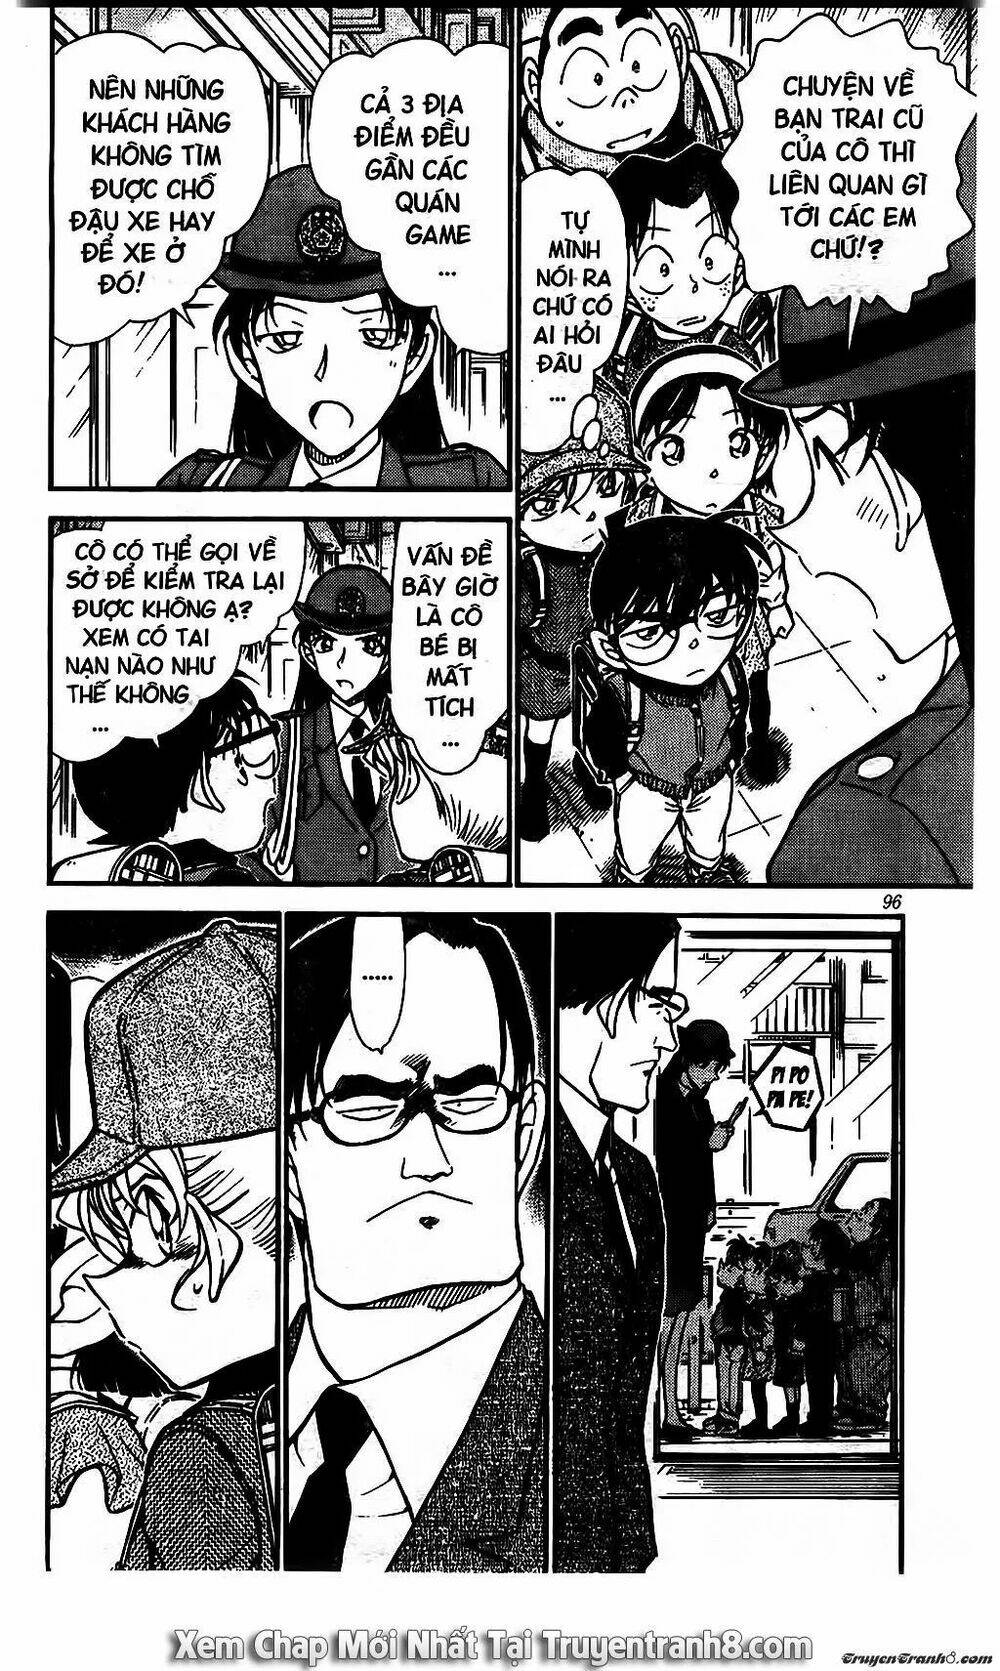 CHUYỆN VỀ
BẠN TRAI CŨ
CỦA CÔ THÌ
LIÊN QUAN GÌ
TỚI CÁC EM
CHỨ!?
TỰ
MÌNH
NÓI RA
CHỨ CÓ
AI HỎI
ĐÂU
...
CẢ 3 ĐỊA
ĐIỂM ĐỀU
GẦN CÁC
QUÁN
GAME
...
NÊN NHỮNG
KHÁCH HÀNG
KHÔNG TÌM
ĐƯỢC CHỖ
ĐẬU XE HAY
ĐỂ XE Ở
ĐÓ!
VẤN ĐỀ
BÂY GIỜ
LÀ CÔ
BÉ BỊ
MẤT
TÍCH
...
CÔ CÓ THỂ GỌI VỀ
SỞ ĐỂ KIỂM TRA LẠI
ĐƯỢC KHÔNG Ạ?
XEM CÓ TAI
NẠN NÀO NHƯ
THẾ KHÔNG
...
96
PI PO
PA PE!
......
Xem Chap Mới Nhất Tại Truyentranh8.com
TruyenTranh8.com